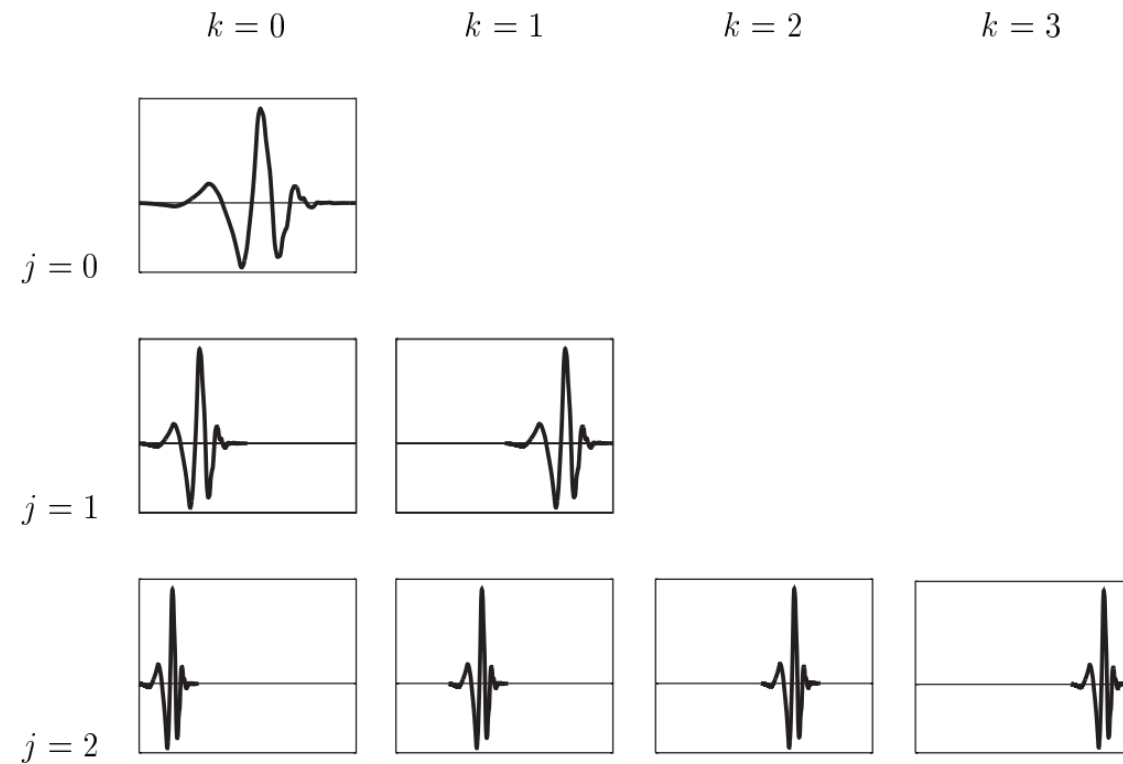 k = 0 k = 1 k = 2 k = 3
j = 0
j = 1
j = 2